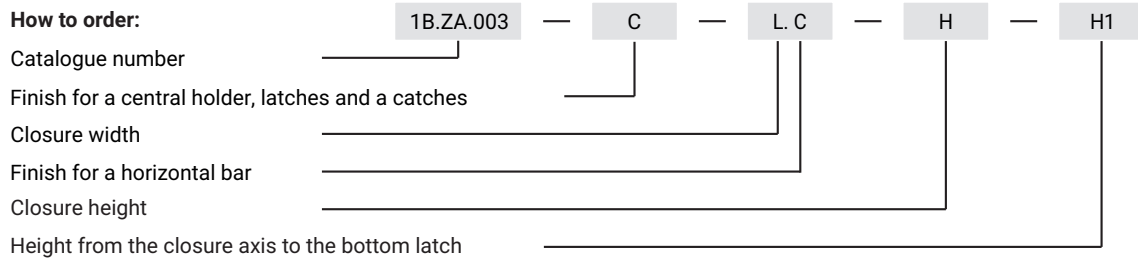 How to order: 1B.ZA.003 — C — L. C — H — H1
Catalogue number
Finish for a central holder, latches and a catches
Closure width
Finish for a horizontal bar
Closure height
Height from the closure axis to the bottom latch